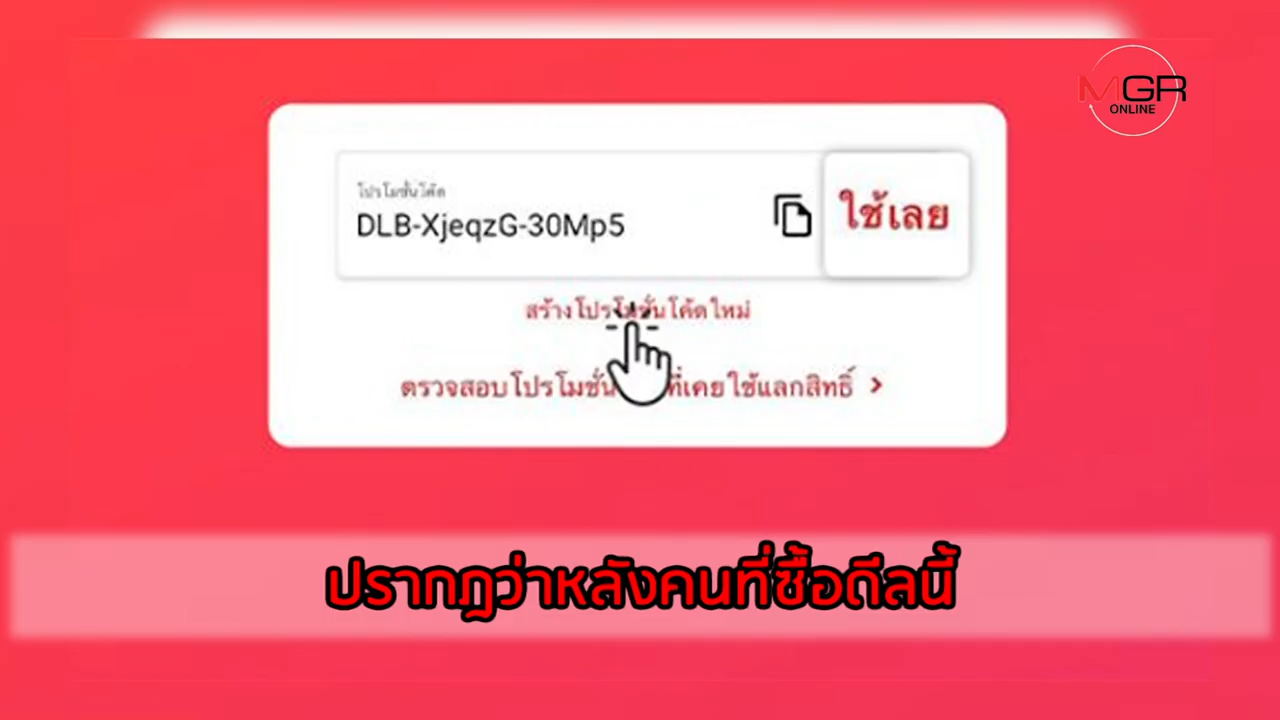 MGR
ONLINE
โปรโมชั่นโค้ด
DLB-XjeqzG-30Mp5
ใช้เลย
สร้างโปรโมชั่นโค้ดใหม่
ตรวจสอบโปรโมชั่น ที่เคยใช้แลกสิทธิ์ >
ปรากฎว่าหลังคนที่ซื้อดีลนี้